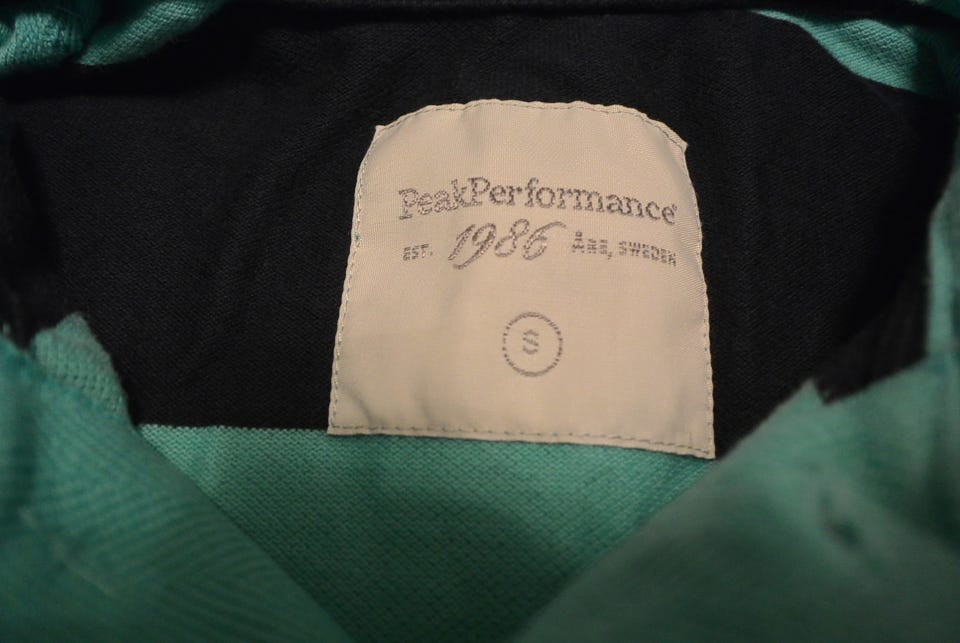 PeakPerformance®
EST. 1986 ÅRE, SWEDEN
S